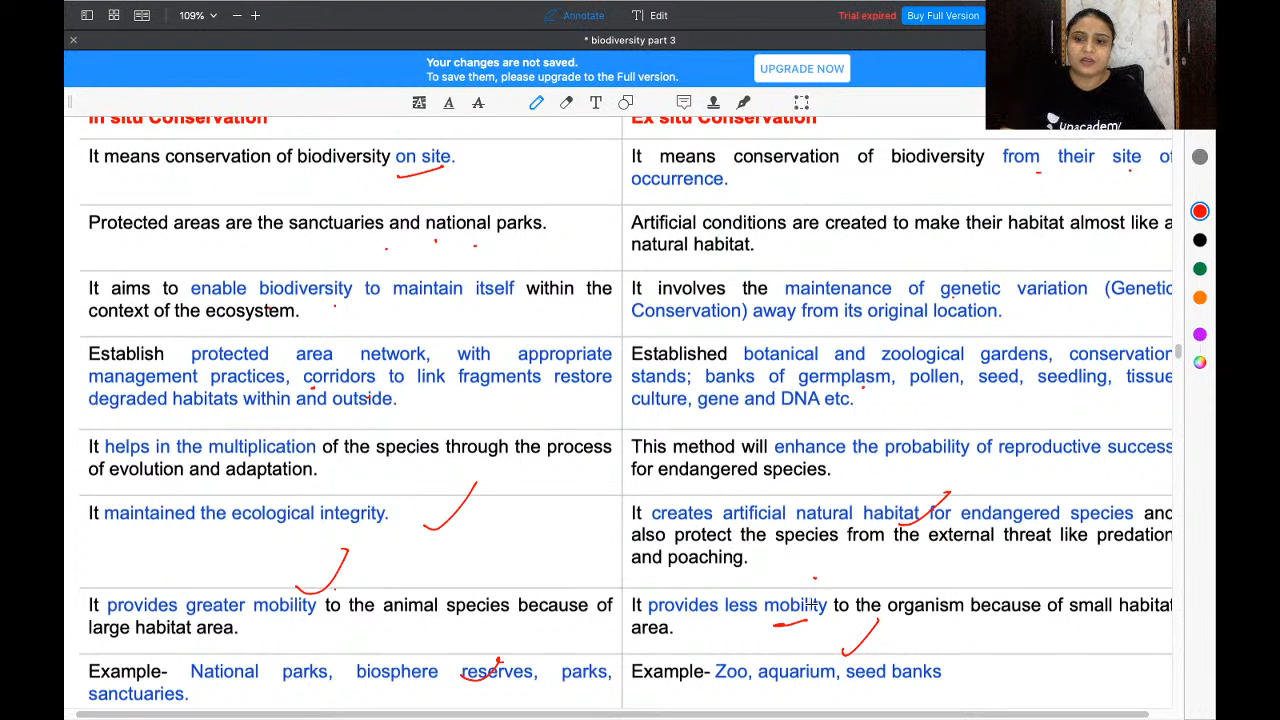 109%
Annotate
Edit
Trial expired
Buy Full Version
* biodiversity part 3
Your changes are not saved.
To save them, please upgrade to the Full version.
UPGRADE NOW
unacademy
In situ Conservation
Ex situ Conservation
It means conservation of biodiversity on site.
It means conservation of biodiversity from their site of
occurrence.
Protected areas are the sanctuaries and national parks.
Artificial conditions are created to make their habitat almost like a
natural habitat.
It aims to enable biodiversity to maintain itself within the
context of the ecosystem.
It involves the maintenance of genetic variation (Genetic
Conservation) away from its original location.
Establish protected area network, with appropriate
management practices, corridors to link fragments restore
degraded habitats within and outside.
Established botanical and zoological gardens, conservation
stands; banks of germplasm, pollen, seed, seedling, tissue
culture, gene and DNA etc.
It helps in the multiplication of the species through the process
of evolution and adaptation.
This method will enhance the probability of reproductive success
for endangered species.
It maintained the ecological integrity.
It creates artificial natural habitat for endangered species and
also protect the species from the external threat like predation
and poaching.
It provides greater mobility to the animal species because of
large habitat area.
It provides less mobility to the organism because of small habitat
area.
Example- National parks, biosphere reserves, parks,
sanctuaries.
Example- Zoo, aquarium, seed banks